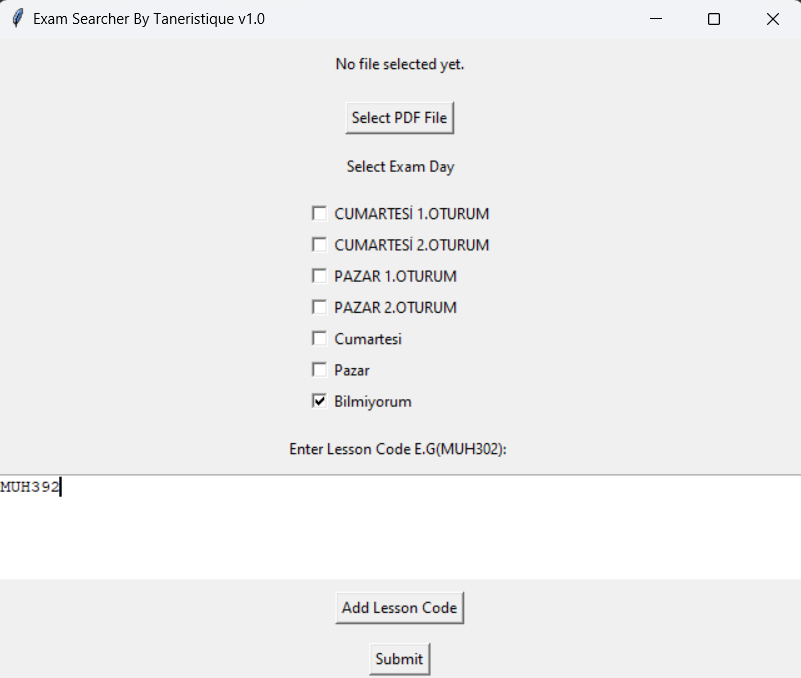 Exam Searcher By Taneristique v1.0
No file selected yet.
Select PDF File
Select Exam Day
CUMARTESİ 1.OTURUM
CUMARTESİ 2.OTURUM
PAZAR 1.OTURUM
PAZAR 2.OTURUM
Cumartesi
Pazar
Bilmiyorum
Enter Lesson Code E.G(MUH302):
MUH392
Add Lesson Code
Submit